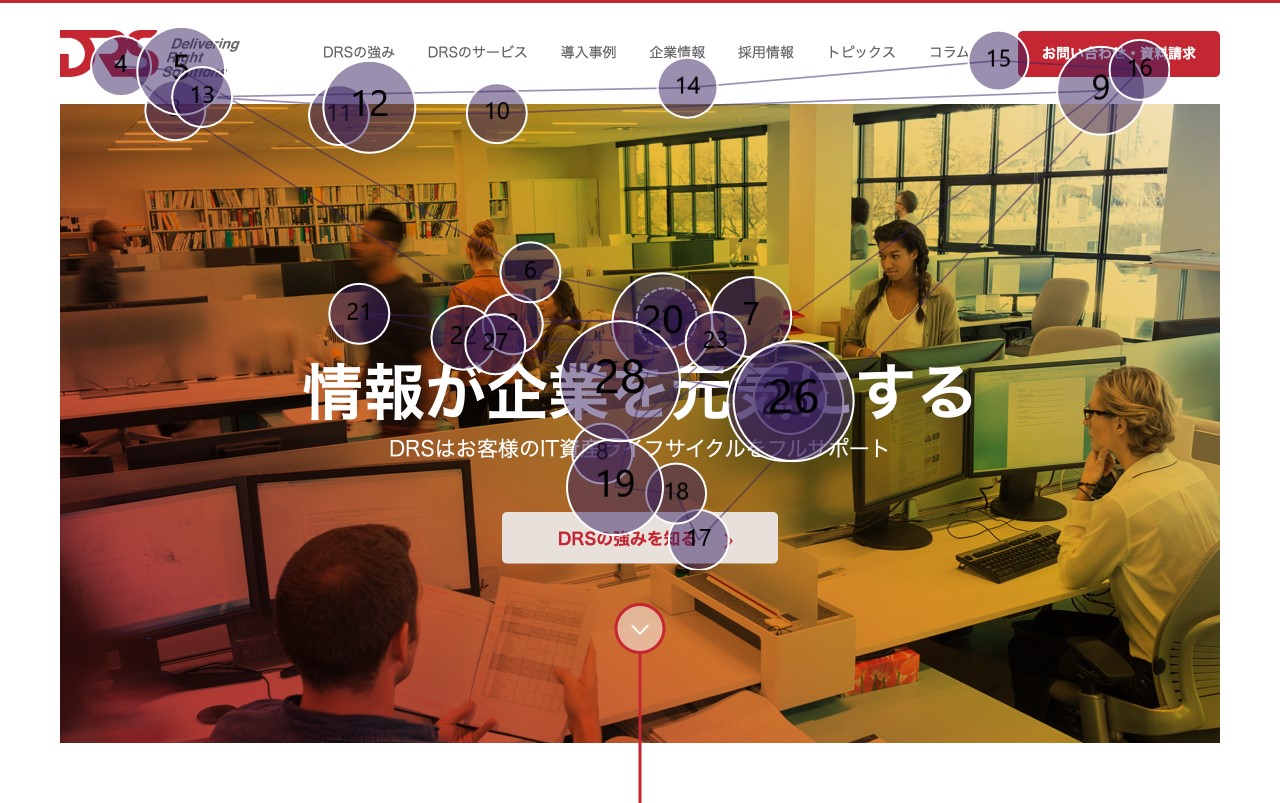 DRS Delivering
Right
Solutions
DRSの強み DRSのサービス 導入事例 企業情報 採用情報 トピックス コラム お問い合わせ・資料請求
4 5 13 11 12 10 14 15 9 16
6
21 20 7
27 23
28 26
情報が企業を元気にする
DRSはお客様のIT資産ライフサイクルをフルサポート
8
19 18
17
DRSの強みを知る